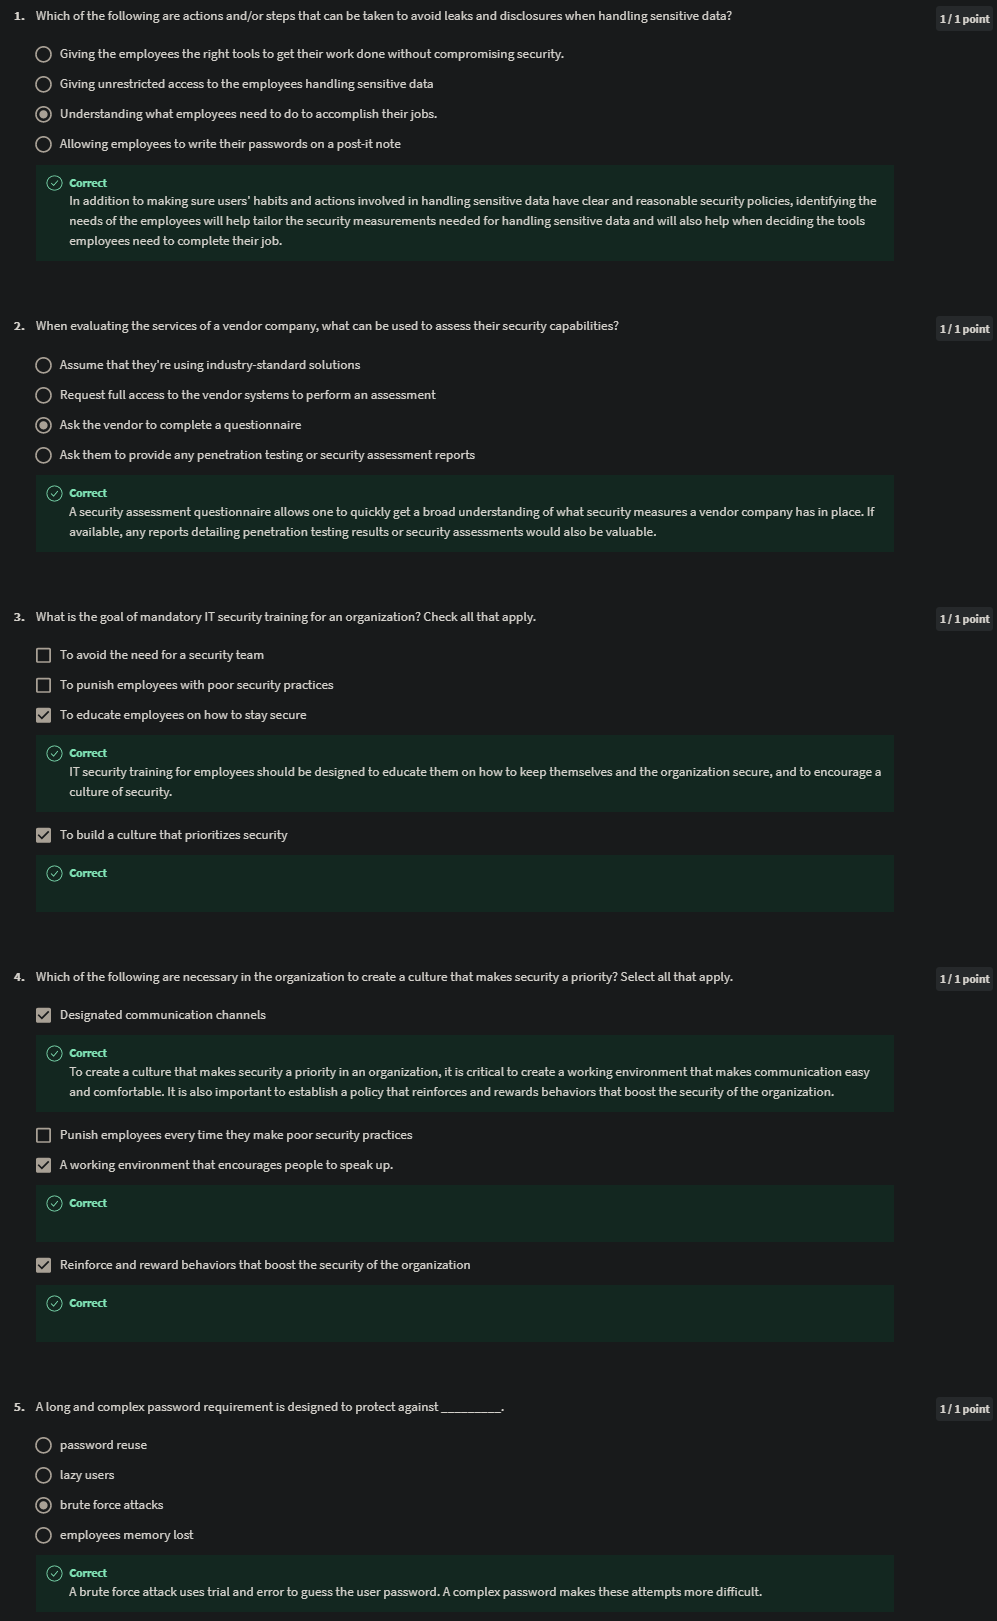 1. Which of the following are actions and/or steps that can be taken to avoid leaks and disclosures when handling sensitive data?
1 / 1 point
Giving the employees the right tools to get their work done without compromising security.
Giving unrestricted access to the employees handling sensitive data
Understanding what employees need to do to accomplish their jobs.
Allowing employees to write their passwords on a post-it note
Correct
In addition to making sure users' habits and actions involved in handling sensitive data have clear and reasonable security policies, identifying the
needs of the employees will help tailor the security measurements needed for handling sensitive data and will also help when deciding the tools
employees need to complete their job.
2. When evaluating the services of a vendor company, what can be used to assess their security capabilities?
1 / 1 point
Assume that they're using industry-standard solutions
Request full access to the vendor systems to perform an assessment
Ask the vendor to complete a questionnaire
Ask them to provide any penetration testing or security assessment reports
Correct
A security assessment questionnaire allows one to quickly get a broad understanding of what security measures a vendor company has in place. If
available, any reports detailing penetration testing results or security assessments would also be valuable.
3. What is the goal of mandatory IT security training for an organization? Check all that apply.
1 / 1 point
To avoid the need for a security team
To punish employees with poor security practices
To educate employees on how to stay secure
Correct
IT security training for employees should be designed to educate them on how to keep themselves and the organization secure, and to encourage a
culture of security.
To build a culture that prioritizes security
Correct
4. Which of the following are necessary in the organization to create a culture that makes security a priority? Select all that apply.
1 / 1 point
Designated communication channels
Correct
To create a culture that makes security a priority in an organization, it is critical to create a working environment that makes communication easy
and comfortable. It is also important to establish a policy that reinforces and rewards behaviors that boost the security of the organization.
Punish employees every time they make poor security practices
A working environment that encourages people to speak up.
Correct
Reinforce and reward behaviors that boost the security of the organization
Correct
5. A long and complex password requirement is designed to protect against _________.
1 / 1 point
password reuse
lazy users
brute force attacks
employees memory lost
Correct
A brute force attack uses trial and error to guess the user password. A complex password makes these attempts more difficult.